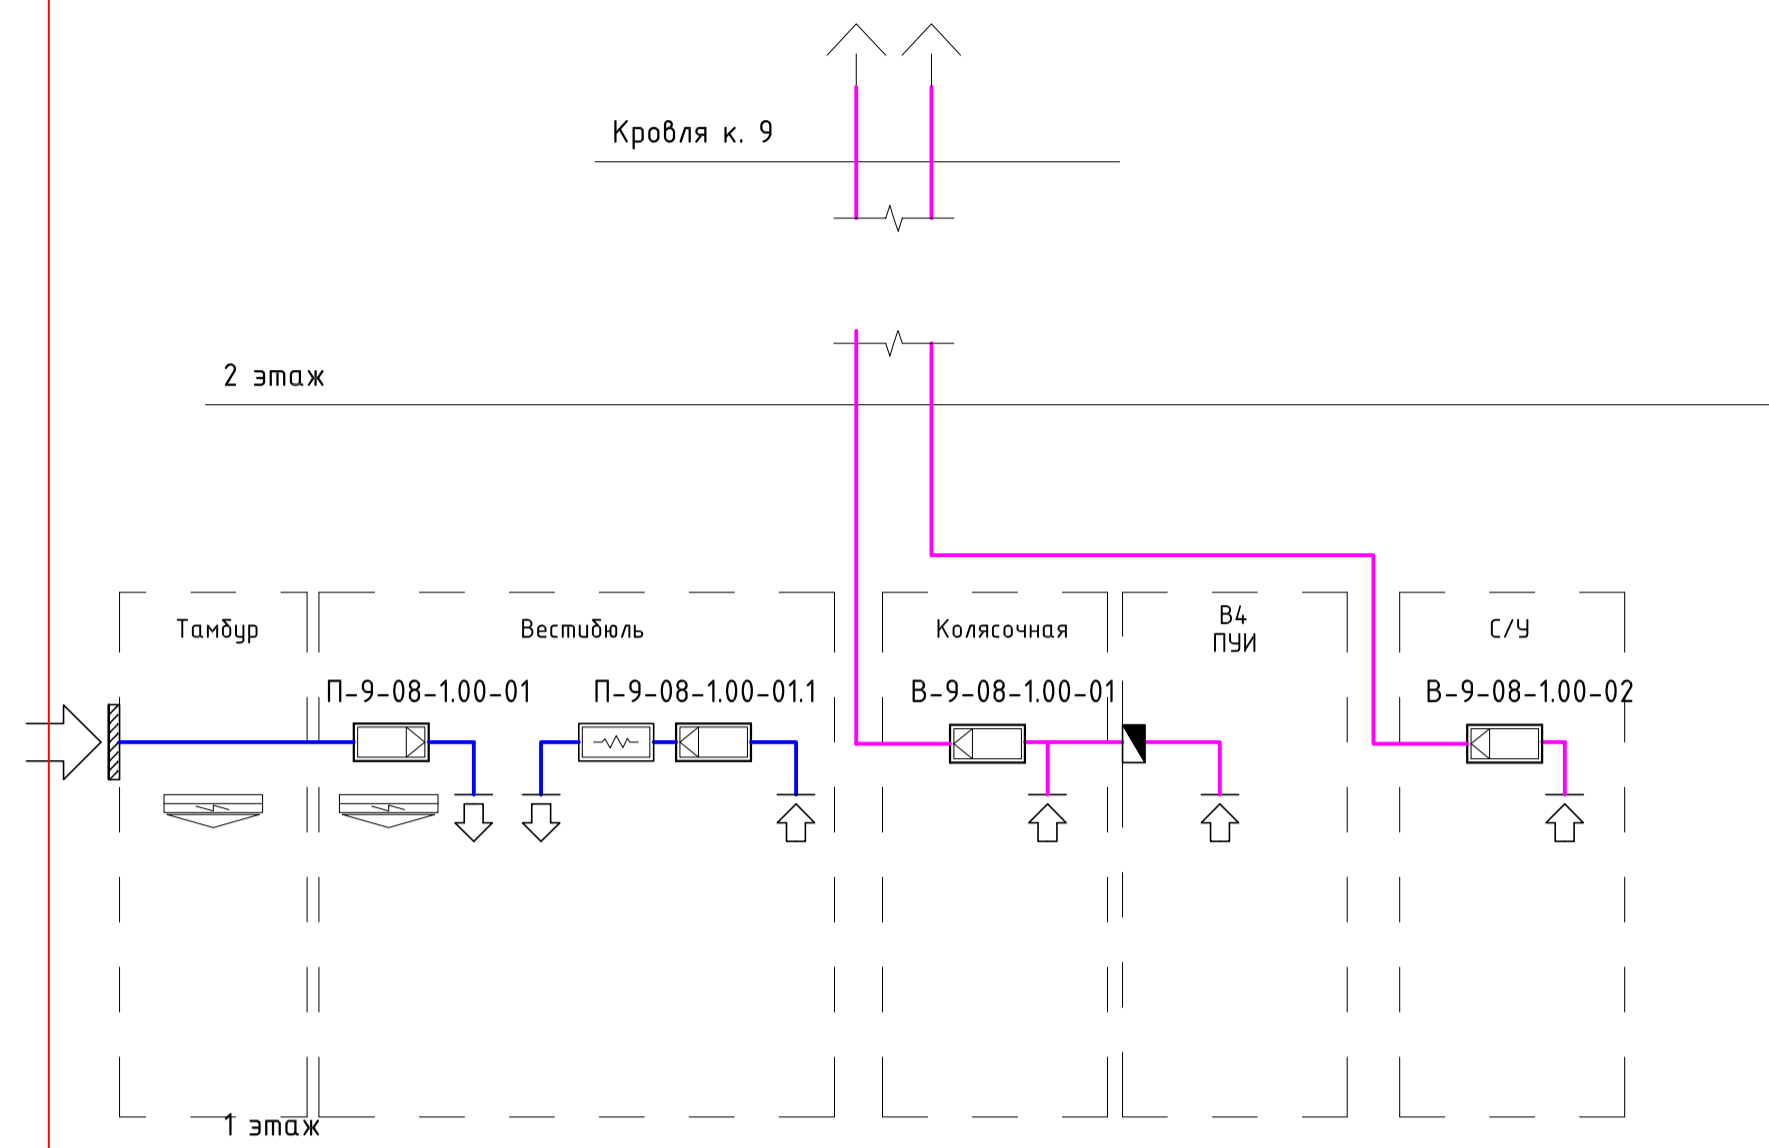 Кровля к. 9
2 этаж
Тамбур
Вестибюль
Колясочная
В4
ПУИ
С/У
П-9-08-1.00-01
П-9-08-1.00-01.1
В-9-08-1.00-01
В-9-08-1.00-02
1 этаж